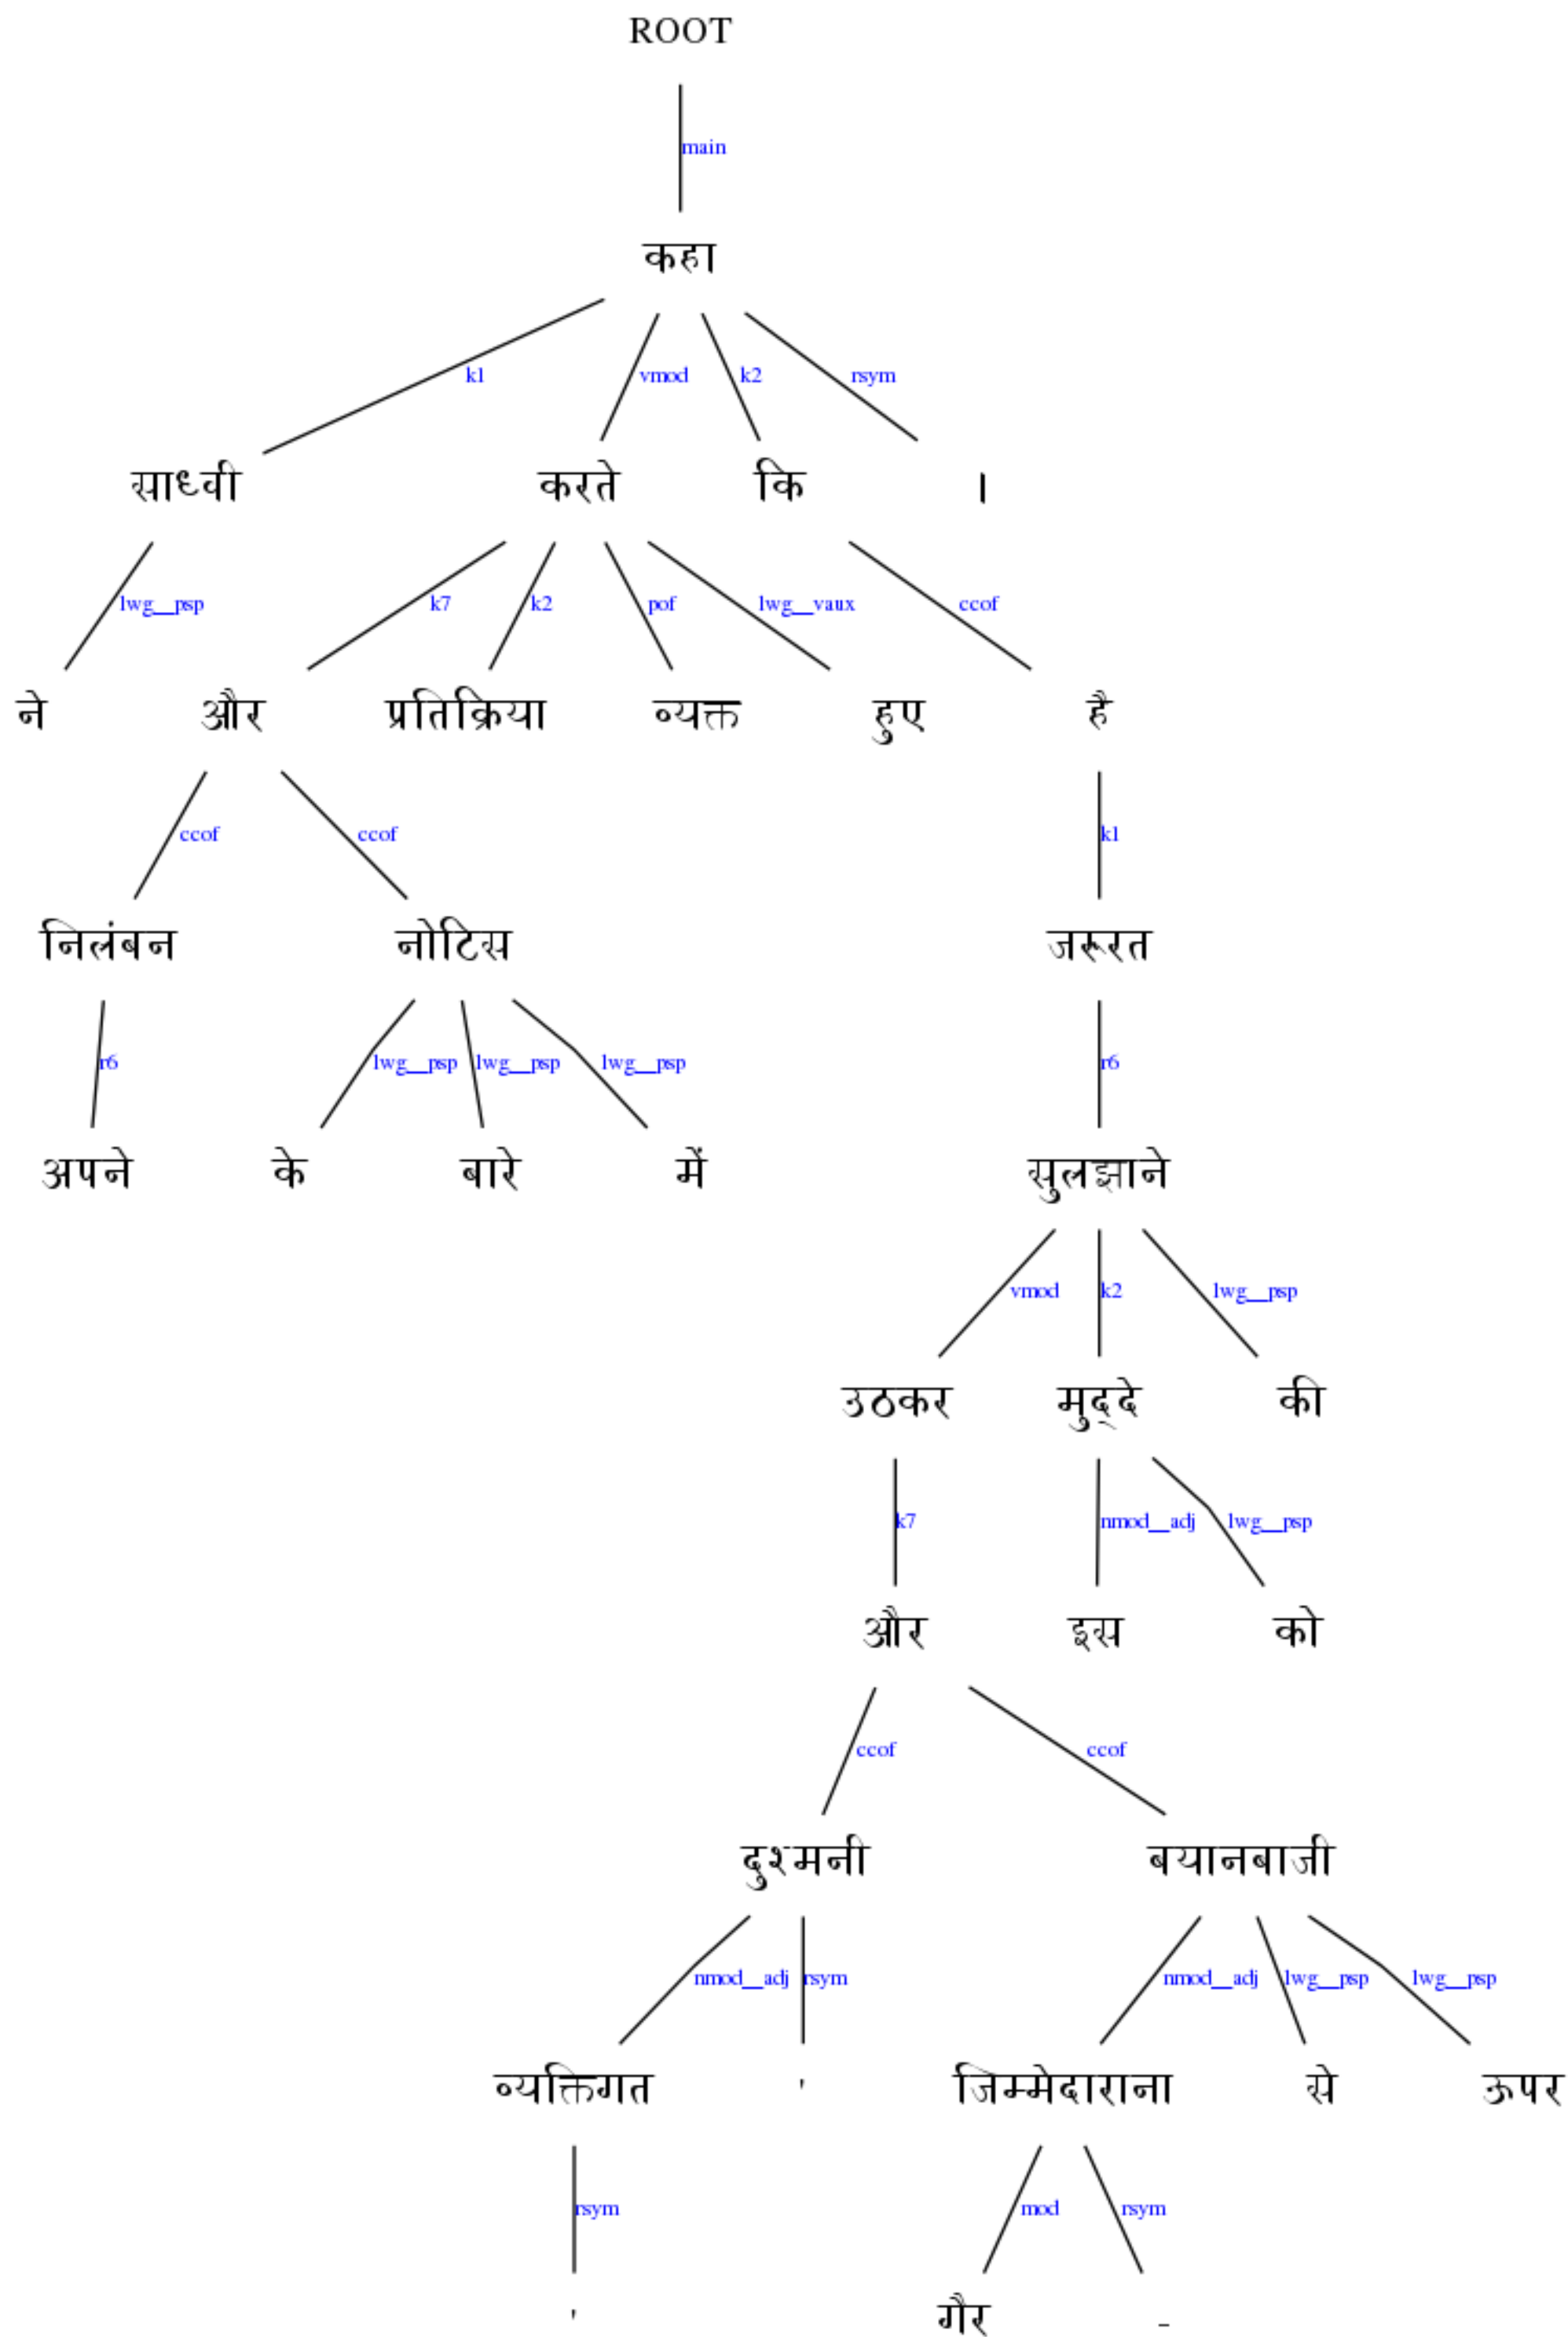 ROOT
main
कहा
k1 vmod k2 rsym
साध्वी करते कि ।
lwg__psp k7 k2 pof lwg__vaux ccof
ने और प्रतिक्रिया व्यक्त हुए है
ccof ccof k1
निलंबन नोटिस जरूरत
r6 lwg__psp lwg__psp lwg__psp r6
अपने के बारे में सुलझाने
vmod k2 lwg__psp
उठकर मुद्दे की
k7 nmod__adj lwg__psp
और इस को
ccof ccof
दुश्मनी बयानबाजी
nmod__adj rsym nmod__adj lwg__psp lwg__psp
व्यक्तिगत ' जिम्मेदाराना से ऊपर
rsym mod rsym
' गैर -